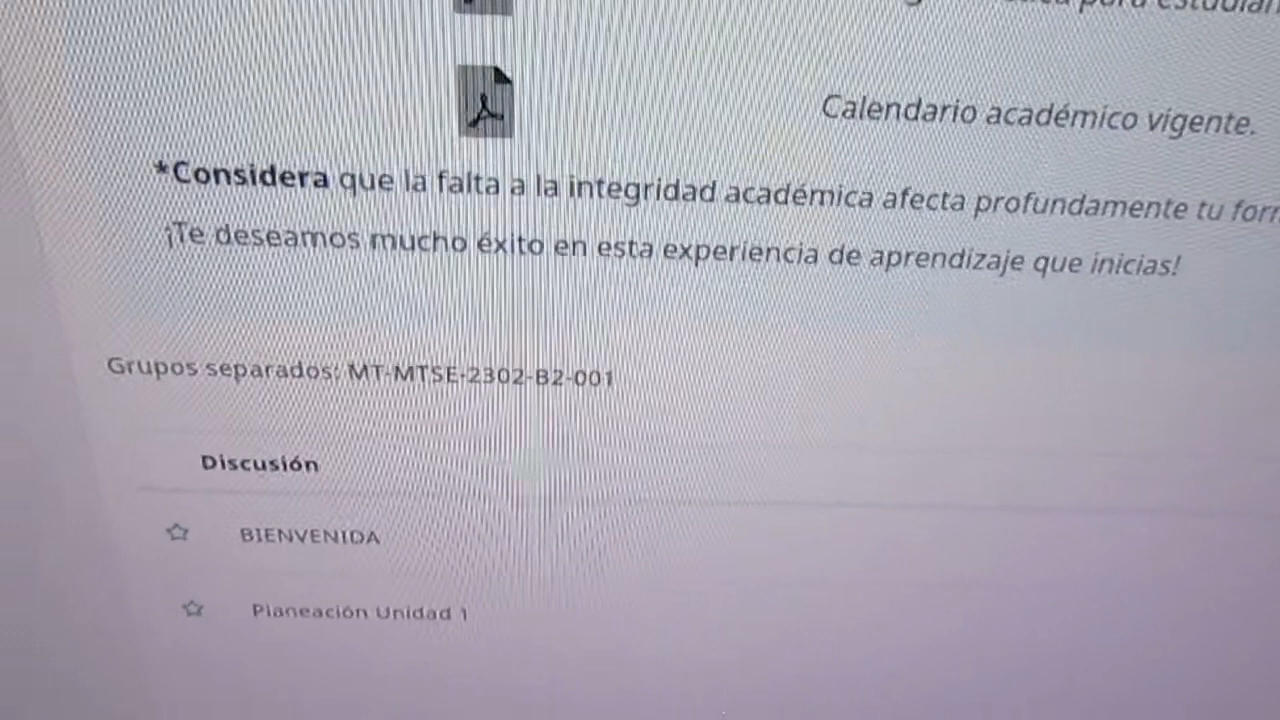 para
Calendario académico vigente.
*Considera que la falta a la integridad académica afecta profundamente tu
¡Te deseamos mucho éxito en esta experiencia de aprendizaje que inicias!
Grupos separados: MT-MTSE-2302-B2-001
Discusión
BIENVENIDA
Planeación Unidad 1